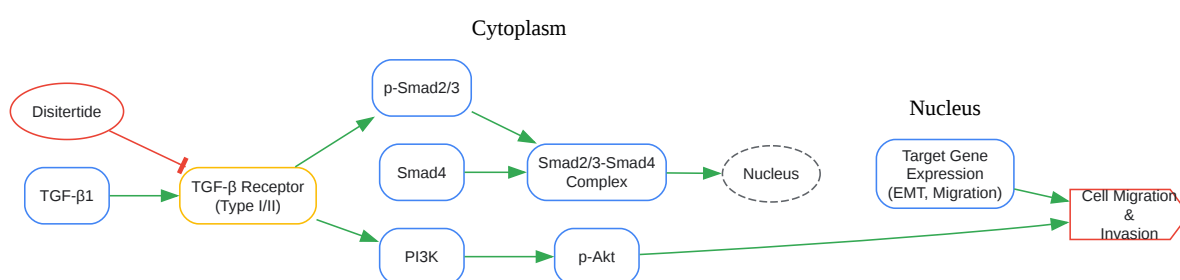 Cytoplasm
Disitertide
TGF-β1
TGF-β Receptor
(Type I/II)
p-Smad2/3
Smad4
PI3K
Smad2/3-Smad4
Complex
p-Akt
Nucleus
Nucleus
Target Gene
Expression
(EMT, Migration)
Cell Migration
&
Invasion